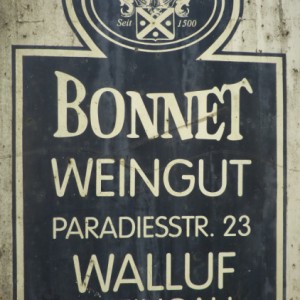 Seit 1500
BONNET
WEINGUT
PARADIESSTR. 23
WALLUF